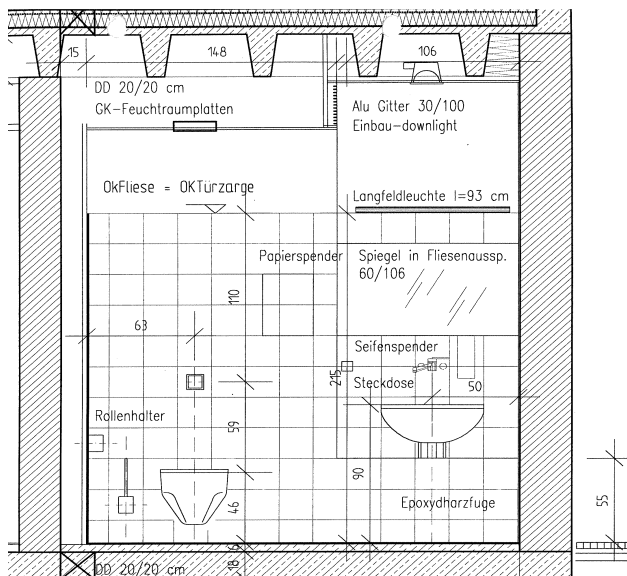 15
148
106
DD 20/20 cm
GK-Feuchtraumplatten
Alu Gitter 30/100
Einbau-downlight
OkFliese = OKTürzarge
Langfeldleuchte l=93 cm
Papierspender
Spiegel in Fliesenaussp.
60/106
110
63
Seifenspender
215
Steckdose
50
Rollenhalter
59
90
46
Epoxydharzfuge
55
6
18
DD 20/20 cm